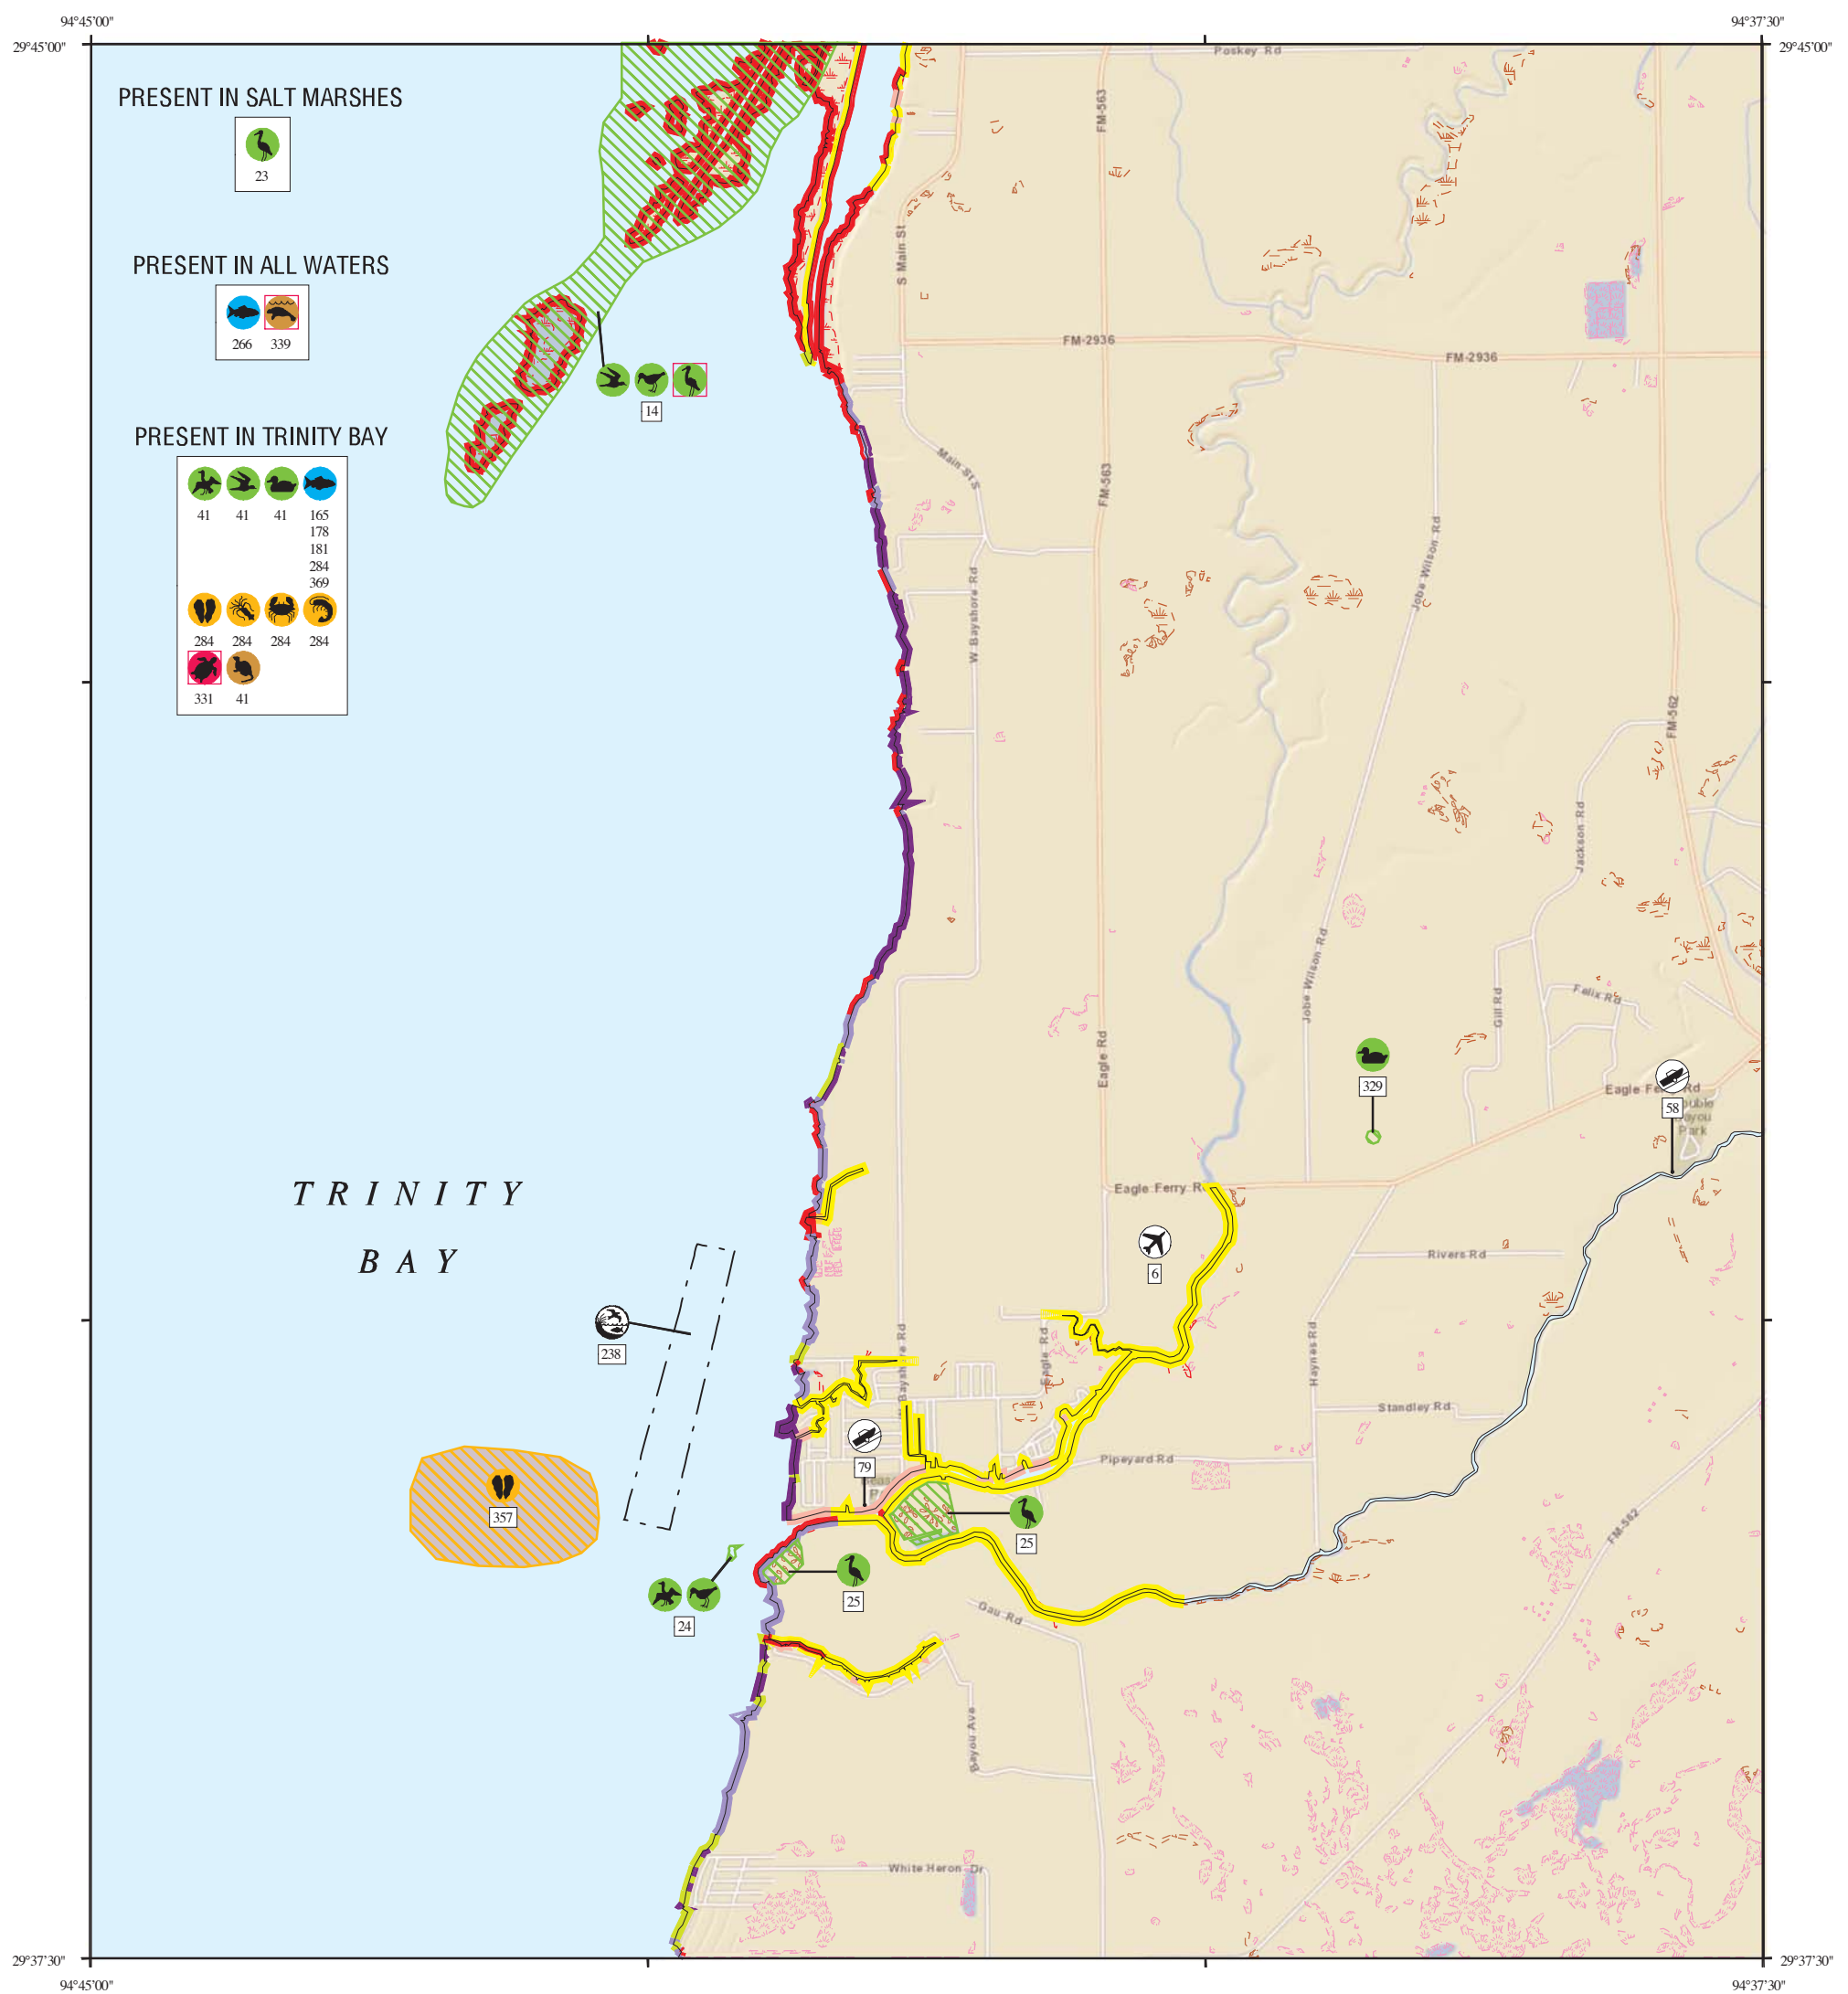 94°45'00"
94°37'30"
29°45'00"
29°45'00"
Poskey Rd
PRESENT IN SALT MARSHES
23
FM-563
S Main St
PRESENT IN ALL WATERS
266
339
FM-2936
FM-2936
14
PRESENT IN TRINITY BAY
41
41
41
165
178
181
284
369
284
284
284
284
331
41
Main St S
FM-563
Jobe Wilson Rd
W Bayshore Rd
FM-562
Jackson Rd
Jobe Wilson Rd
Gill Rd
Felix Rd
Eagle Rd
329
Eagle Rd
58
Park
TRINITY
BAY
Eagle Ferry R
6
Rivers Rd
238
Bayshore Rd
Eagle Rd
Haynes Rd
Standley Rd
79
Pipeyard Rd
357
25
FM-562
25
24
Gau Rd
Bayou Ave
White Heron Dr
29°37'30"
29°37'30"
94°45'00"
94°37'30"